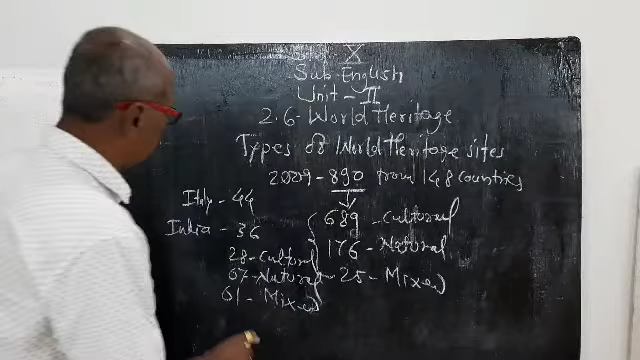 X
Sub-English
Unit - II
2.6 - World Heritage
Types of World Heritage sites
2009 - 890 from 148 counties
Italy - 44
India - 36
28 - Cultural
07 - Natural
01 - Mixed
689 - Cultural
176 - Natural
25 - Mixed